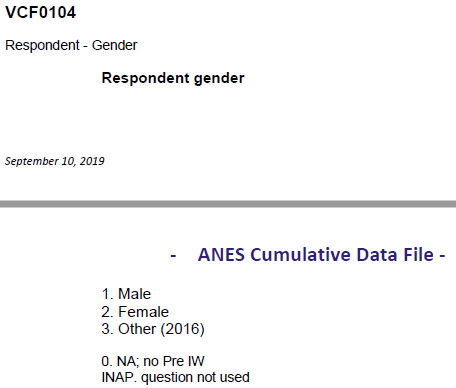 VCF0104
Respondent - Gender
Respondent gender
September 10, 2019
- ANES Cumulative Data File -
1. Male
2. Female
3. Other (2016)
0. NA; no Pre IW
INAP. question not used